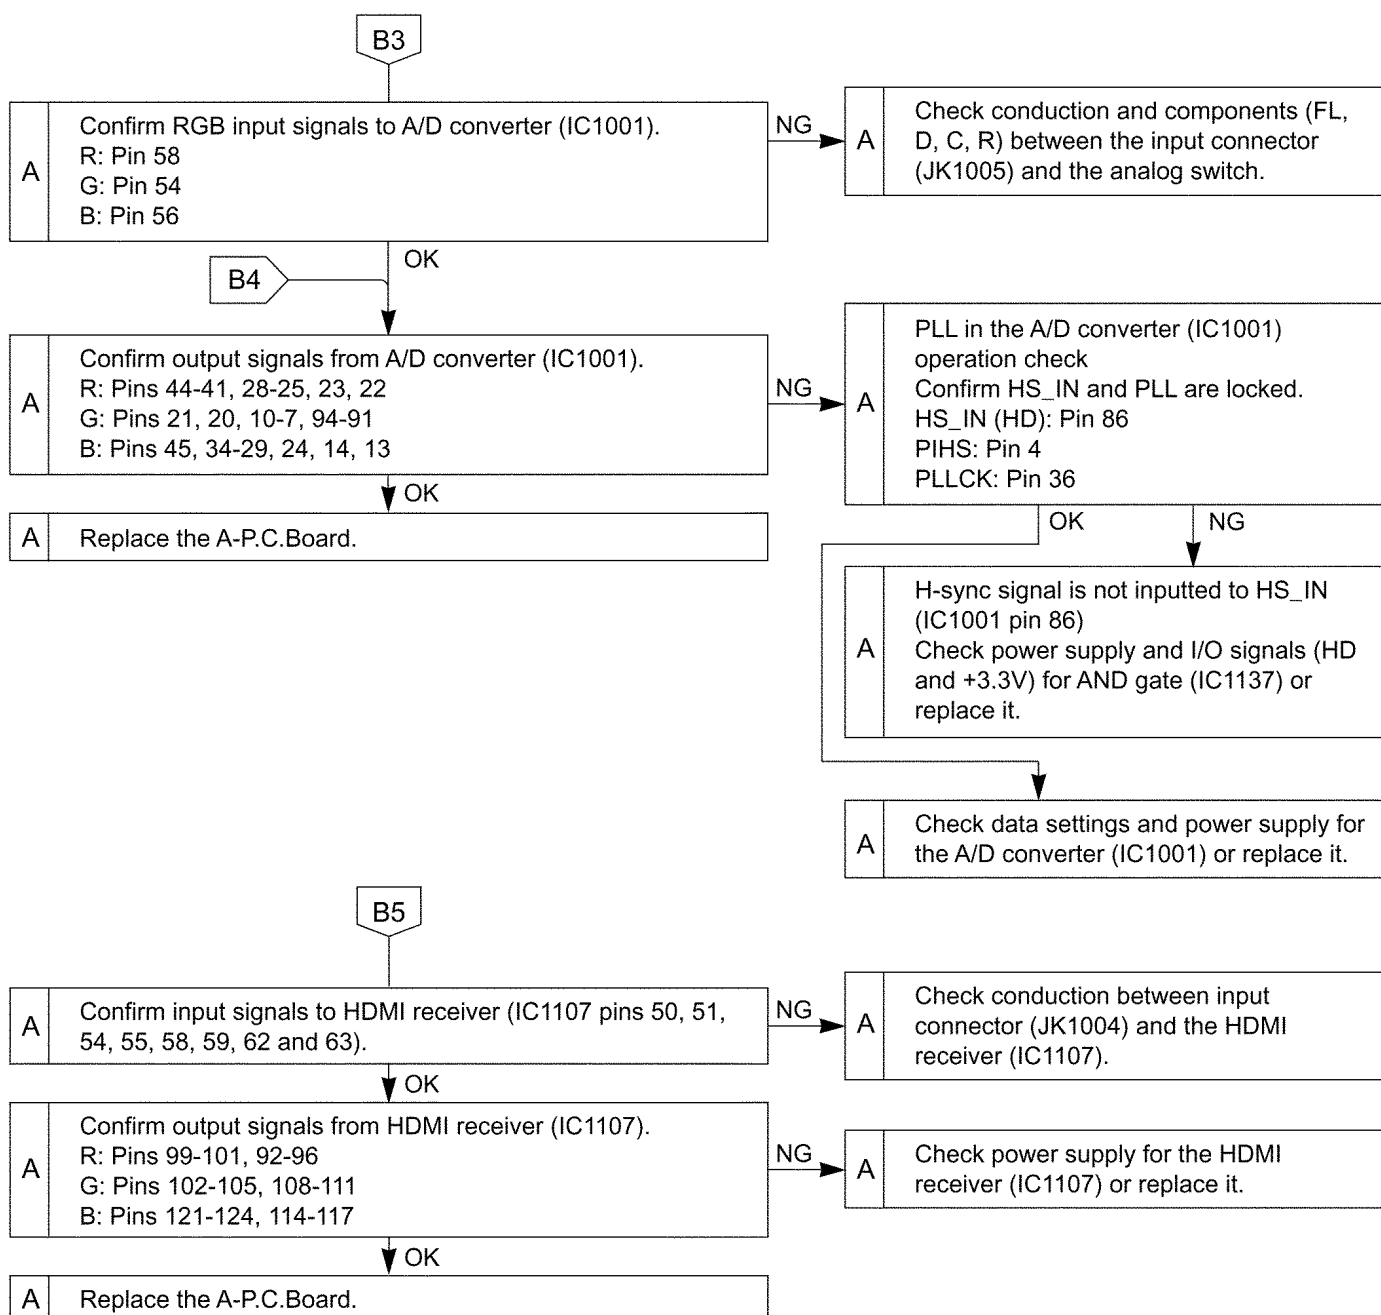 B3
A
Confirm RGB input signals to A/D converter (IC1001).
R: Pin 58
G: Pin 54
B: Pin 56
NG
A
Check conduction and components (FL,
D, C, R) between the input connector
(JK1005) and the analog switch.
OK
B4
A
Confirm output signals from A/D converter (IC1001).
R: Pins 44-41, 28-25, 23, 22
G: Pins 21, 20, 10-7, 94-91
B: Pins 45, 34-29, 24, 14, 13
NG
A
PLL in the A/D converter (IC1001)
operation check
Confirm HS_IN and PLL are locked.
HS_IN (HD): Pin 86
PIHS: Pin 4
PLLCK: Pin 36
OK
A
Replace the A-P.C.Board.
OK
NG
A
H-sync signal is not inputted to HS_IN
(IC1001 pin 86)
Check power supply and I/O signals (HD
and +3.3V) for AND gate (IC1137) or
replace it.
A
Check data settings and power supply for
the A/D converter (IC1001) or replace it.
B5
A
Confirm input signals to HDMI receiver (IC1107 pins 50, 51,
54, 55, 58, 59, 62 and 63).
NG
A
Check conduction between input
connector (JK1004) and the HDMI
receiver (IC1107).
OK
A
Confirm output signals from HDMI receiver (IC1107).
R: Pins 99-101, 92-96
G: Pins 102-105, 108-111
B: Pins 121-124, 114-117
NG
A
Check power supply for the HDMI
receiver (IC1107) or replace it.
OK
A
Replace the A-P.C.Board.